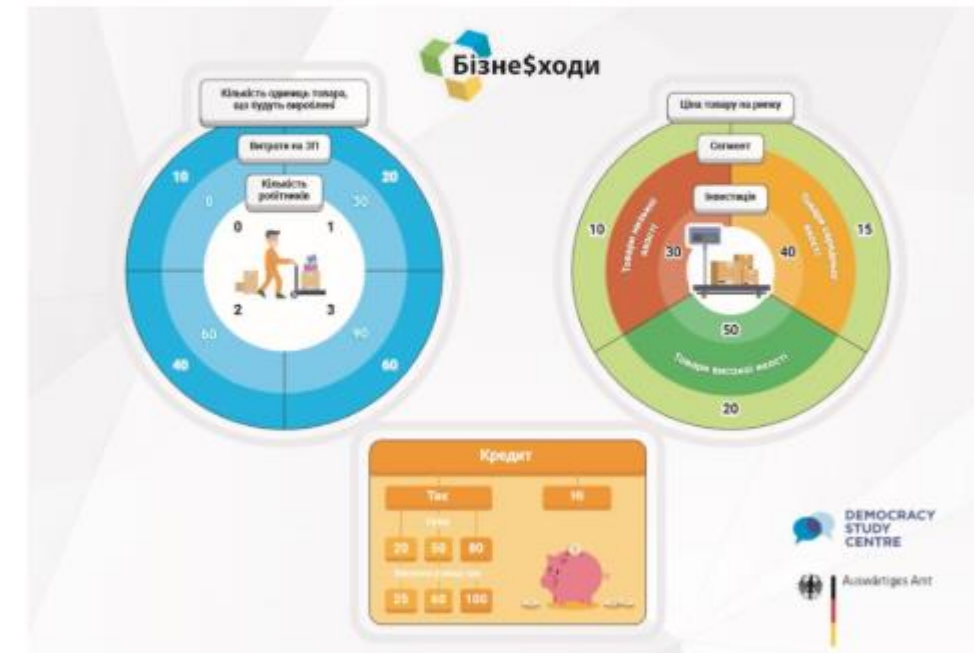 Бізне$ходи
Кількість одиниць товара,
що будуть вироблені
Витрати на ЗП
Кількість
робітників
10
20
0
30
0
1
2
3
60
90
40
60
Ціна товару на ринку
Сегмент
Інвестиція
Товари низької
якості
Товари середньої
якості
10
15
30
40
50
Товари високої якості
20
Кредит
Так
Ні
20
50
80
25
60
100
DEMOCRACY
STUDY
CENTRE
Auswärtiges Amt